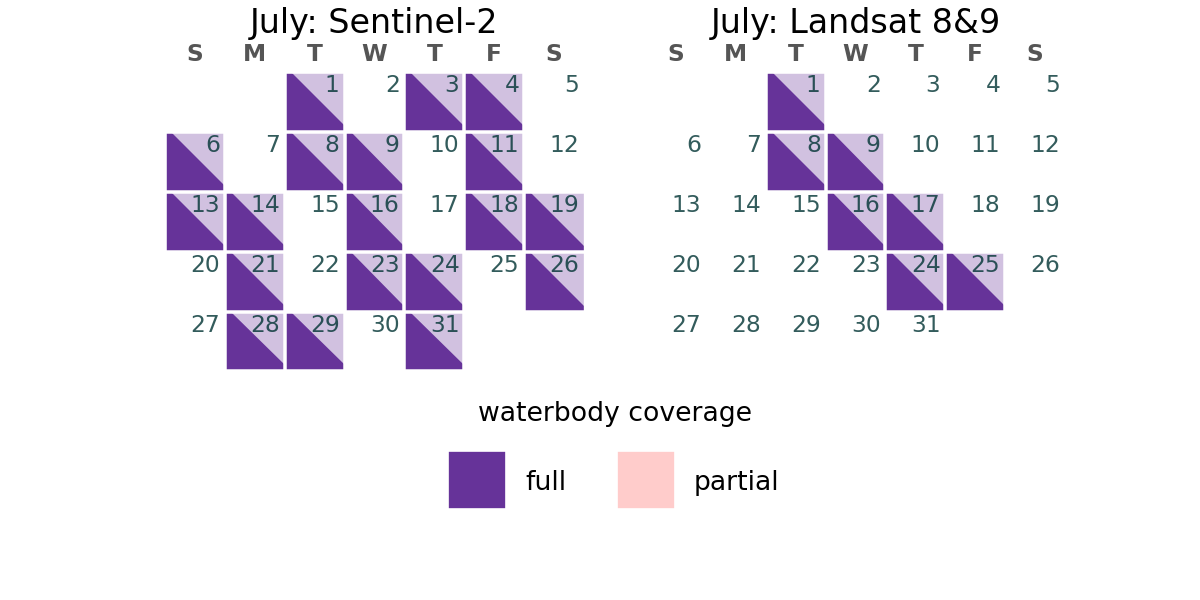 July: Sentinel-2
S M T W T F S
1 2 3 4 5
6 7 8 9 10 11 12
13 14 15 16 17 18 19
20 21 22 23 24 25 26
27 28 29 30 31
July: Landsat 8&9
S M T W T F S
1 2 3 4 5
6 7 8 9 10 11 12
13 14 15 16 17 18 19
20 21 22 23 24 25 26
27 28 29 30 31
waterbody coverage
full
partial